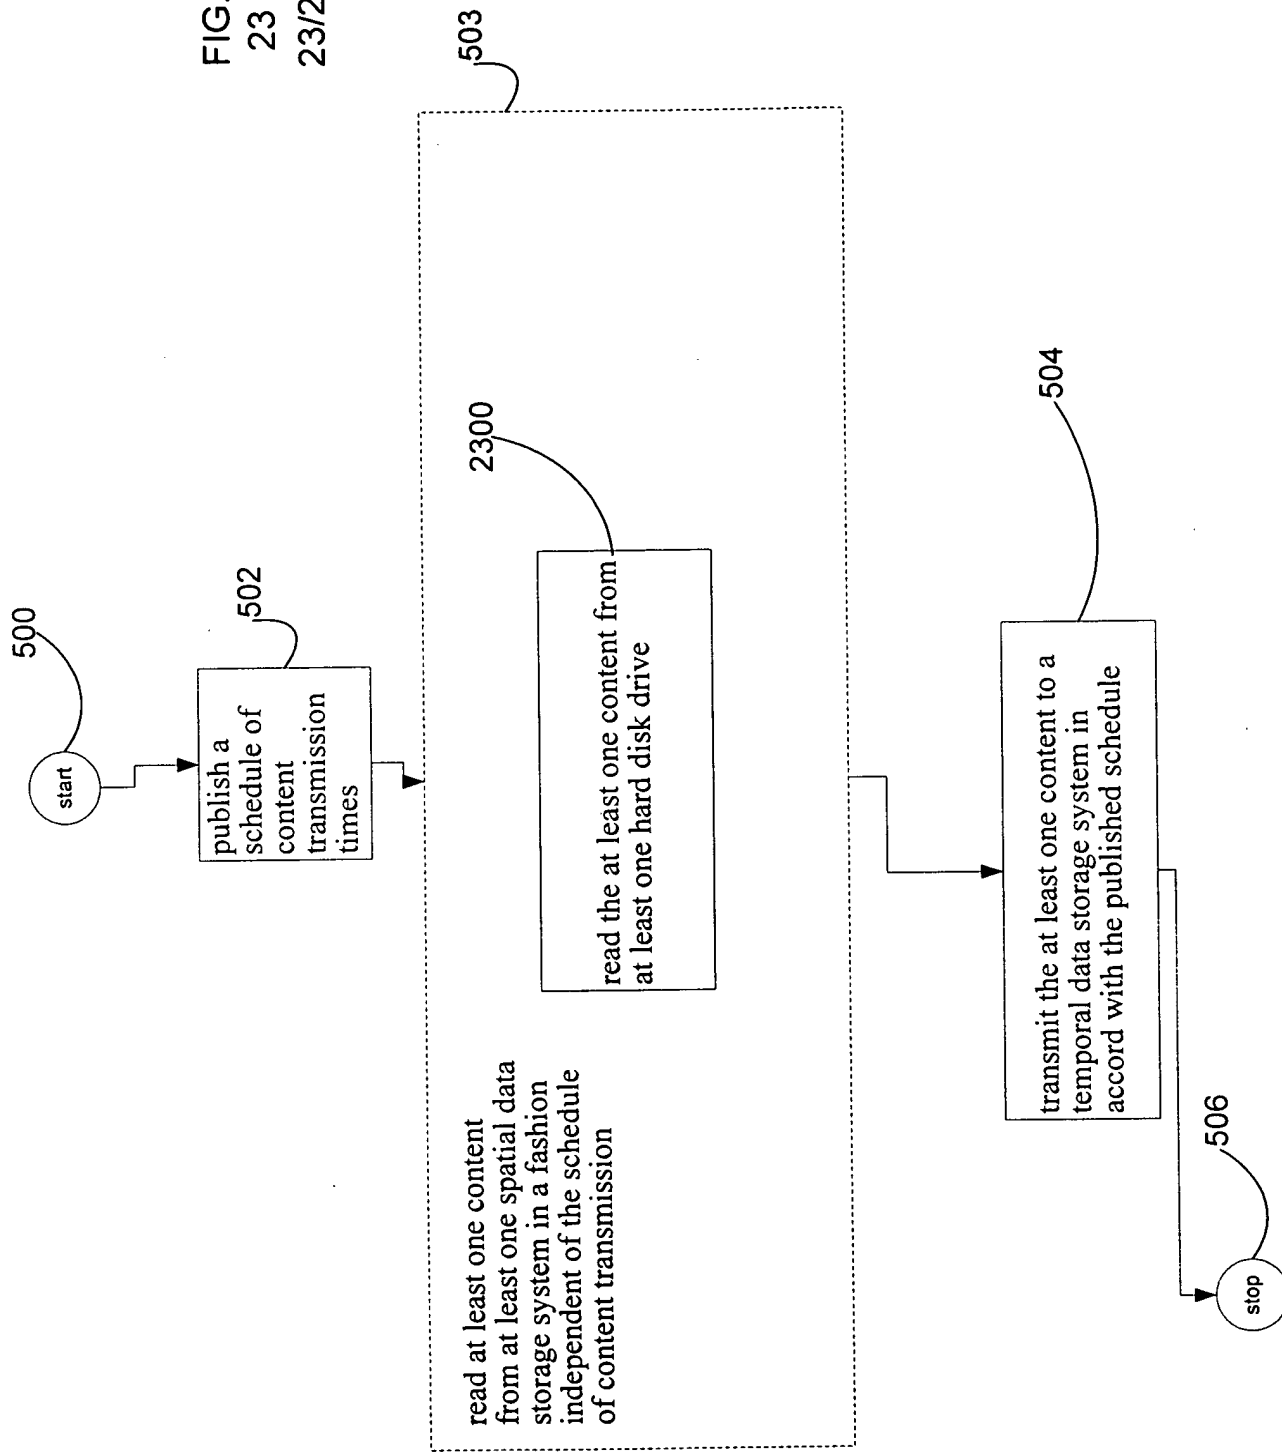 FIG.
23
23/2
500
start
502
publish a
schedule of
content
transmission
times
503
read at least one content
from at least one spatial data
storage system in a fashion
independent of the schedule
of content transmission
2300
read the at least one content from
at least one hard disk drive
504
transmit the at least one content to a
temporal data storage system in
accord with the published schedule
506
stop